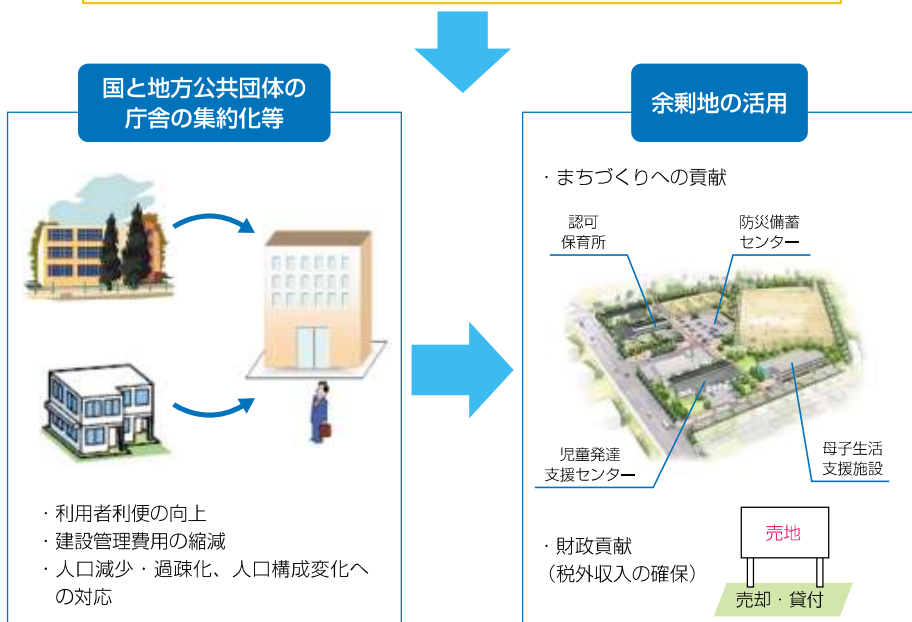 国と地方公共団体の
庁舎の集約化等
・利用者利便の向上
・建設管理費用の縮減
・人口減少・過疎化、人口構成変化へ
の対応
余剰地の活用
・まちづくりへの貢献
認可
保育所
防災備蓄
センター
児童発達
支援センター
母子生活
支援施設
・財政貢献
（税外収入の確保）
売地
売却・貸付